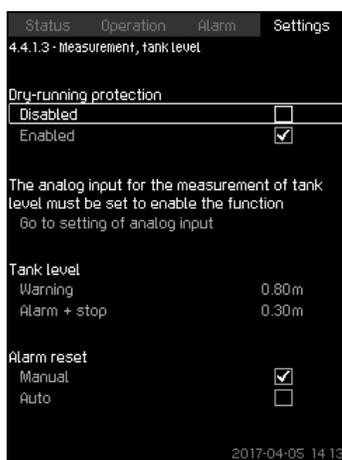 Status Operation Alarm Settings
4.4.1.3 - Measurement, tank level
Dry-running protection
Disabled
Enabled
The analog input for the measurement of tank
level must be set to enable the function
Go to setting of analog input
Tank level
Warning 0.80m
Alarm + stop 0.30m
Alarm reset
Manual
Auto
2017-04-05 14:13